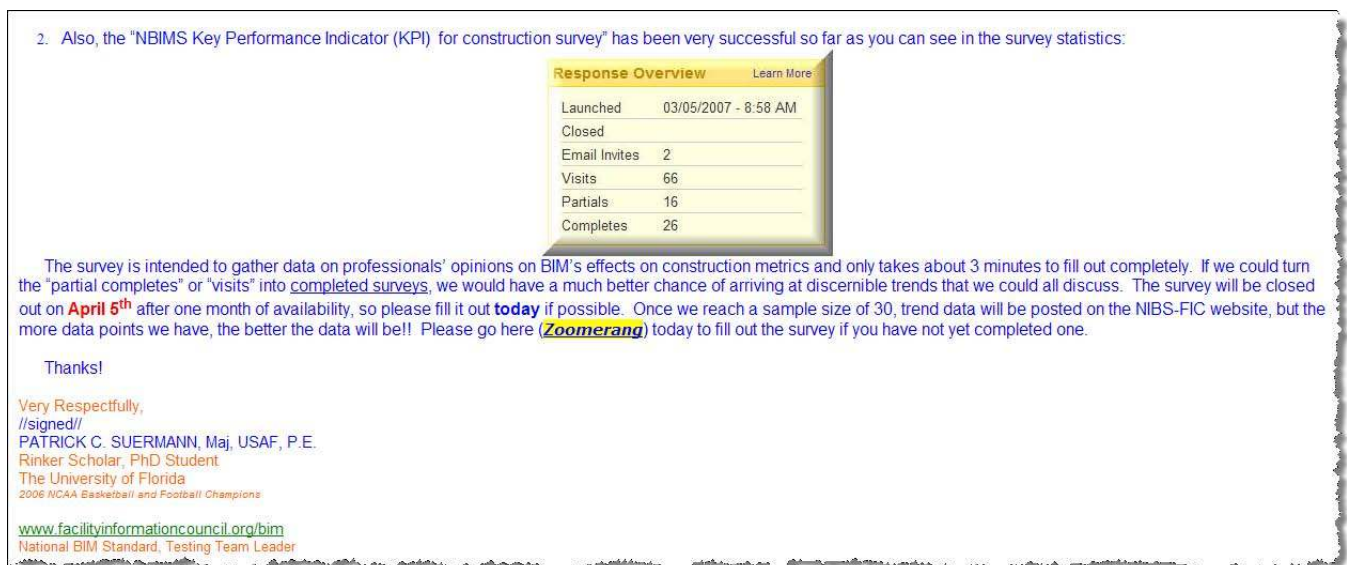 2. Also, the "NBIMS Key Performance Indicator (KPI) for construction survey" has been very successful so far as you can see in the survey statistics:
Response Overview Learn More
Launched 03/05/2007 - 8:58 AM
Closed
Email Invites 2
Visits 66
Partials 16
Completes 26
The survey is intended to gather data on professionals' opinions on BIM's effects on construction metrics and only takes about 3 minutes to fill out completely. If we could turn
the "partial completes" or "visits" into completed surveys, we would have a much better chance of arriving at discernible trends that we could all discuss. The survey will be closed
out on April 5th after one month of availability, so please fill it out today if possible. Once we reach a sample size of 30, trend data will be posted on the NIBS-FIC website, but the
more data points we have, the better the data will be!! Please go here (Zoomerang) today to fill out the survey if you have not yet completed one.
Thanks!
Very Respectfully,
//signed//
PATRICK C. SUERMANN, Maj, USAF, P.E.
Rinker Scholar, PhD Student
The University of Florida
2006 NCAA Basketball and Football Champions
www.facilityinformationcouncil.org/bim
National BIM Standard, Testing Team Leader